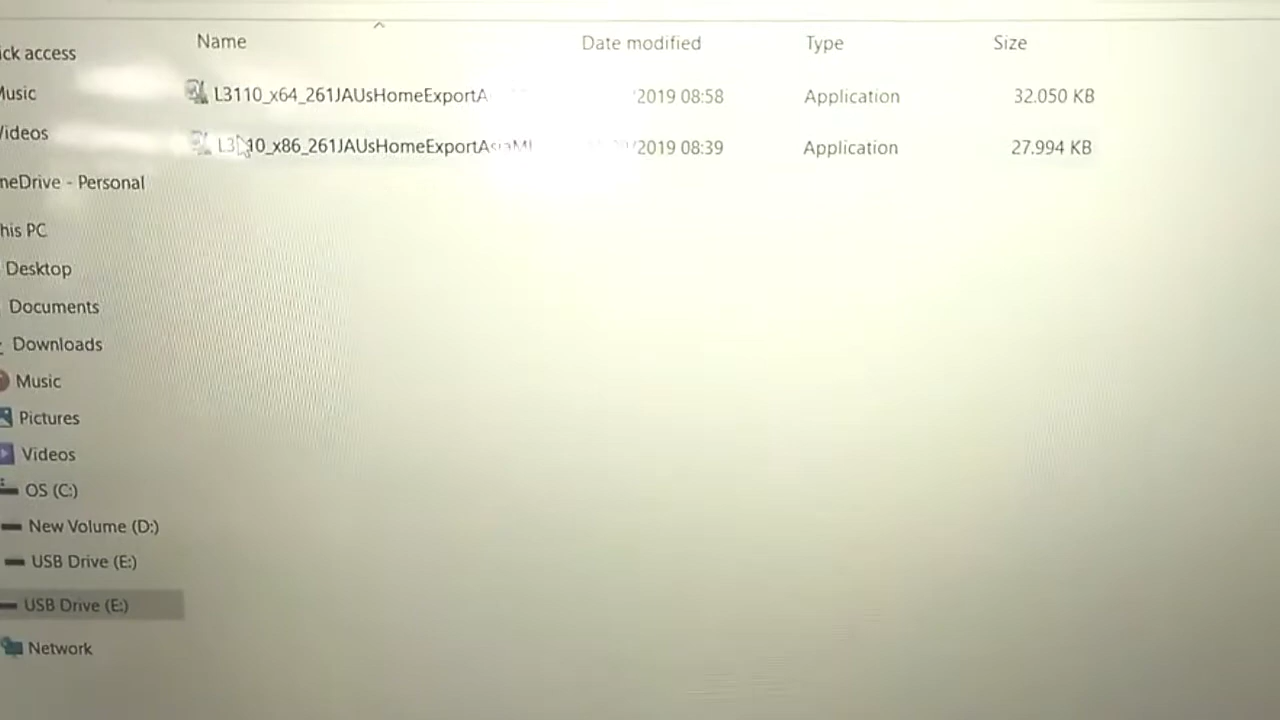 Name Date modified Type Size
ick access
Music
L3110_x64_261JAUsHomeExportA /2019 08:58 Application 32.050 KB
Videos
L3110_x86_261JAUsHomeExportAsiaML /2019 08:39 Application 27.994 KB
neDrive - Personal
his PC
Desktop
Documents
Downloads
Music
Pictures
Videos
OS (C:)
New Volume (D:)
USB Drive (E:)
USB Drive (E:)
Network